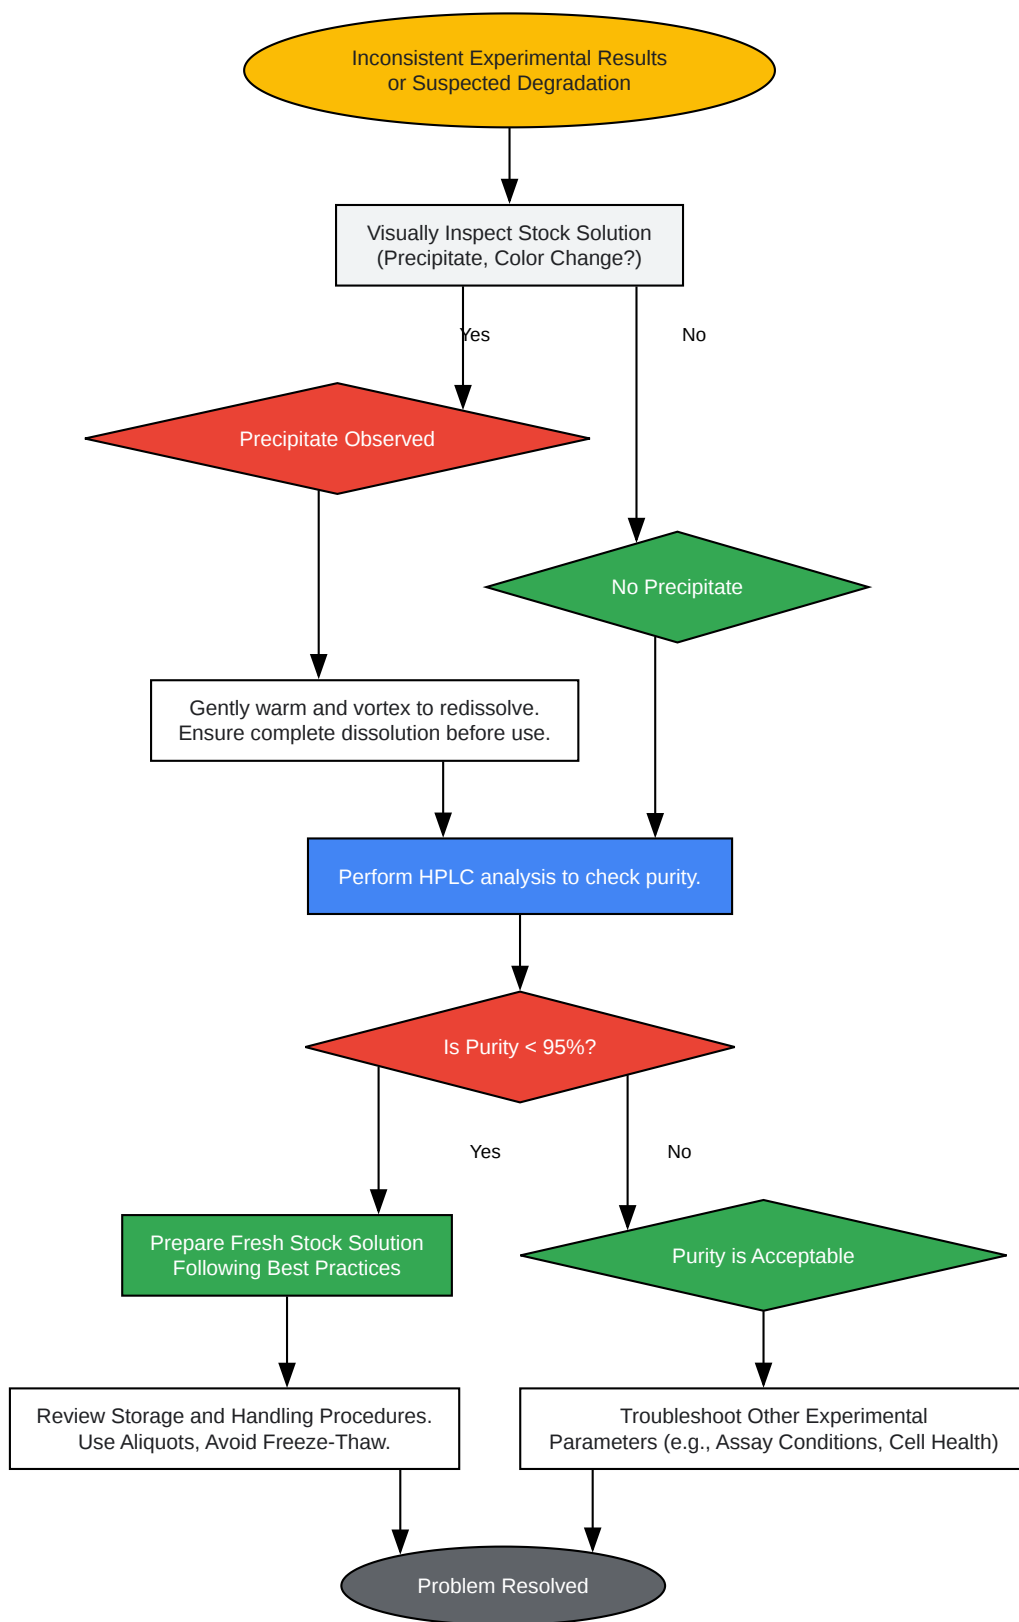 Inconsistent Experimental Results
or Suspected Degradation
Visually Inspect Stock Solution
(Precipitate, Color Change?)
Yes
No
Precipitate Observed
No Precipitate
Gently warm and vortex to redissolve.
Ensure complete dissolution before use.
Perform HPLC analysis to check purity.
Is Purity < 95%?
Yes
No
Prepare Fresh Stock Solution
Following Best Practices
Purity is Acceptable
Review Storage and Handling Procedures.
Use Aliquots, Avoid Freeze-Thaw.
Troubleshoot Other Experimental
Parameters (e.g., Assay Conditions, Cell Health)
Problem Resolved